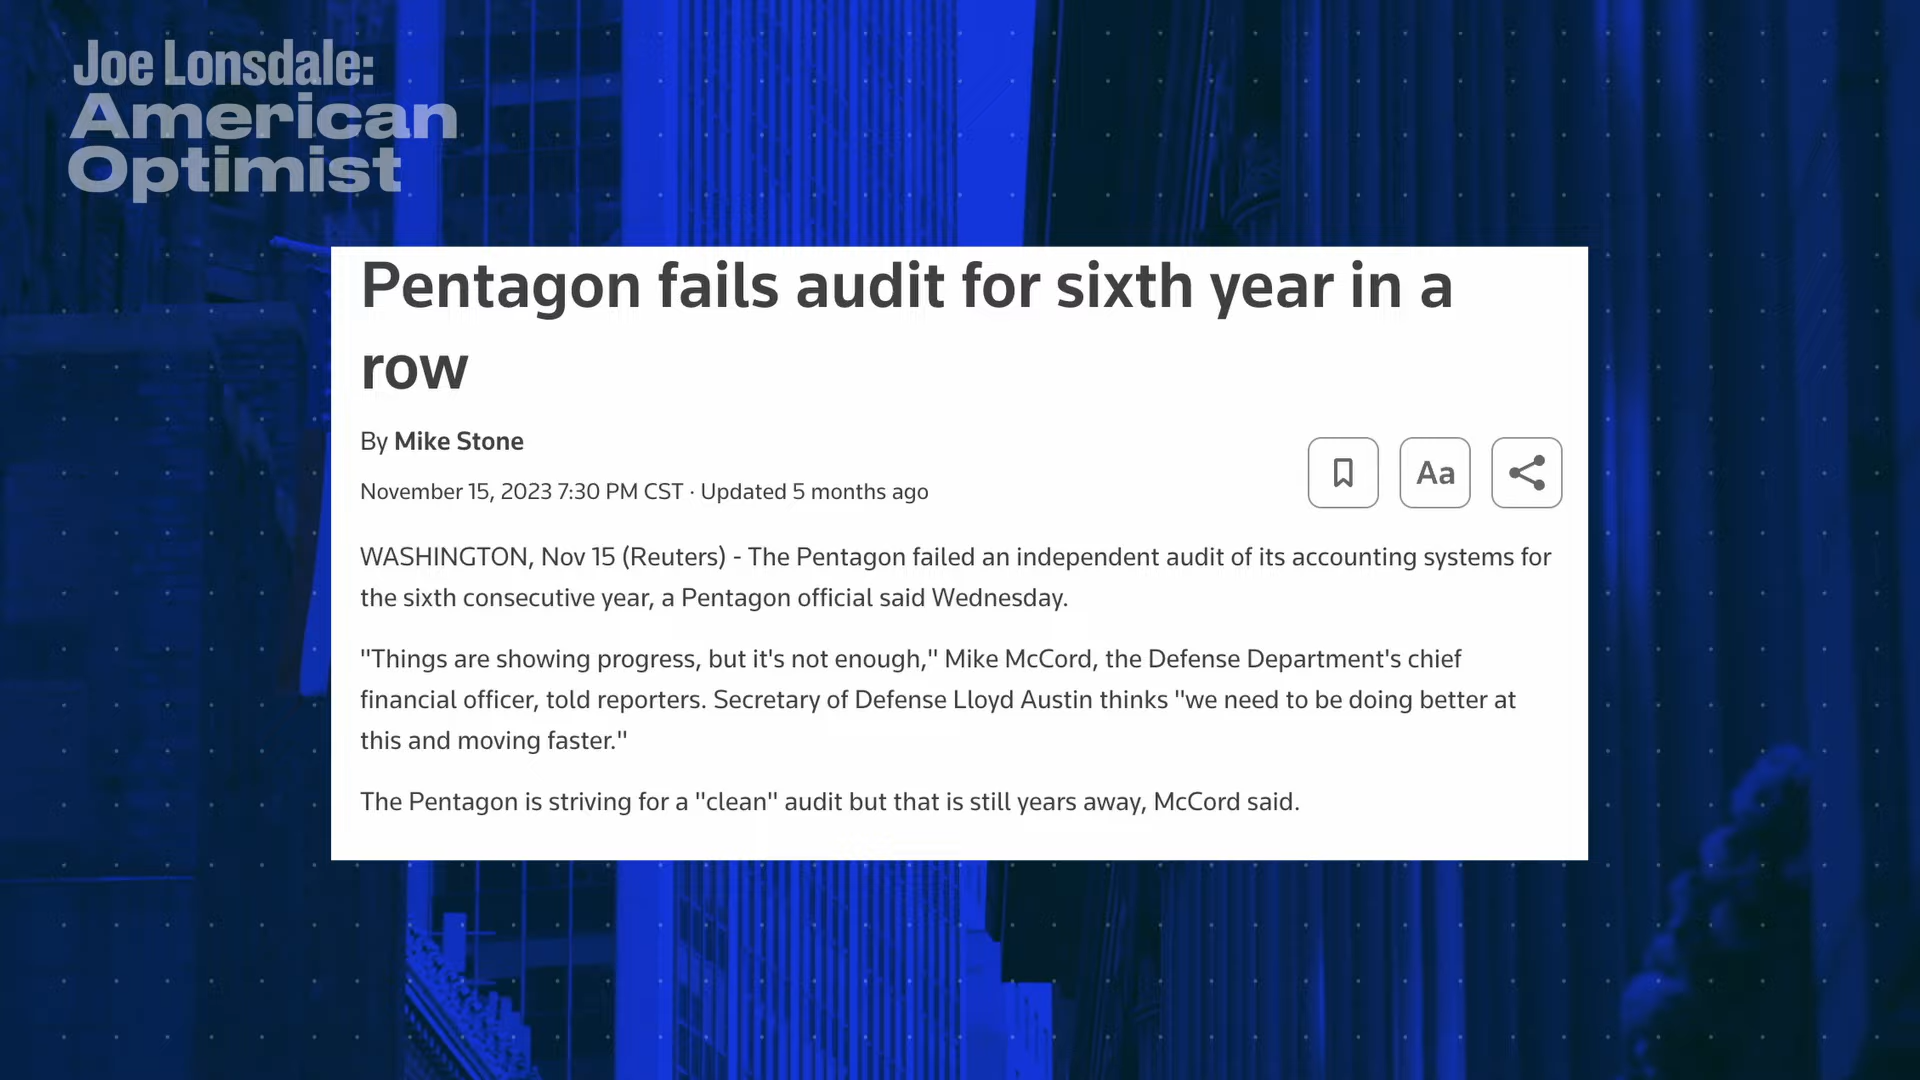 Joe Lonsdale:
American
Optimist
Pentagon fails audit for sixth year in a
row
By Mike Stone
November 15, 2023 7:30 PM CST · Updated 5 months ago
Aa
WASHINGTON, Nov 15 (Reuters) - The Pentagon failed an independent audit of its accounting systems for
the sixth consecutive year, a Pentagon official said Wednesday.
"Things are showing progress, but it's not enough," Mike McCord, the Defense Department's chief
financial officer, told reporters. Secretary of Defense Lloyd Austin thinks "we need to be doing better at
this and moving faster."
The Pentagon is striving for a "clean" audit but that is still years away, McCord said.